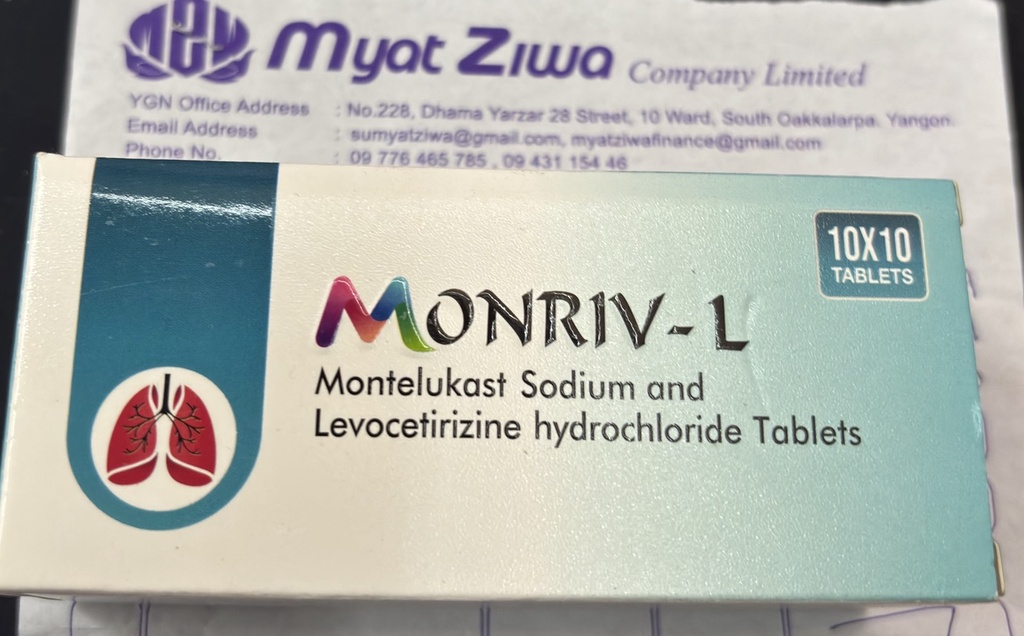 Myat Ziwa Company Limited
YGN Office Address : No.228, Dhama Yarzar 28 Street, 10 Ward, South Oakkalarpa. Yangon.
Email Address : sumyatziwa@gmail.com, myatziwafinance@gmail.com
Phone No. : 09 776 465 785 , 09 431 154 46
10X10
TABLETS
MONRIV-L
Montelukast Sodium and
Levocetirizine hydrochloride Tablets